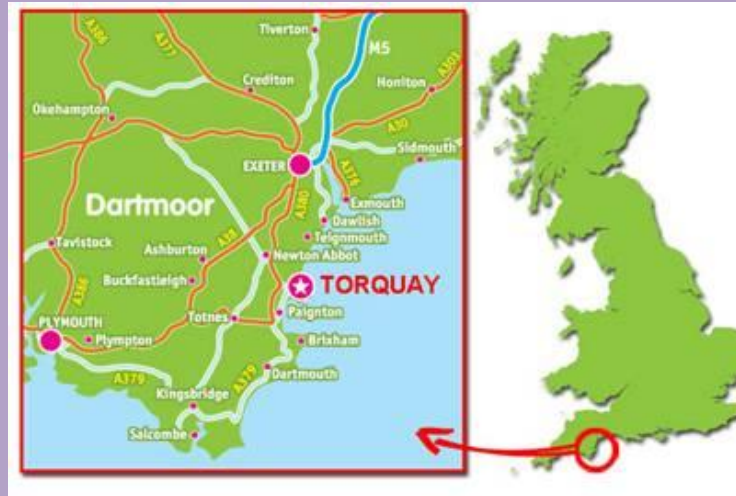 Tiverton
A386
A377
M5
A303
Crediton
Honiton
Okehampton
A30
Sidmouth
EXETER
A376
Exmouth
Dartmoor
A380
Dawlish
Teignmouth
Tavistock
Ashburton
A38
Newton Abbot
Buckfastleigh
TORQUAY
A386
Totnes
Paignton
PLYMOUTH
Plympton
Brixham
A379
A379
Dartmouth
Kingsbridge
Salcombe